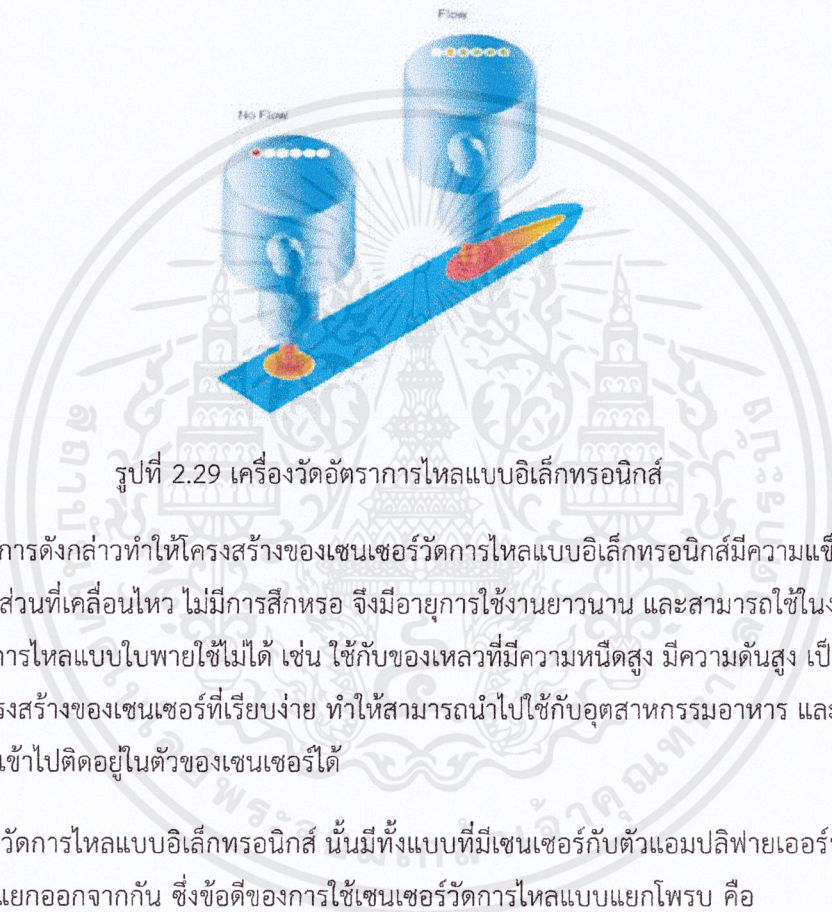 Flow
No Flow
รูปที่ 2.29 เครื่องวัดอัตราการไหลแบบอิเล็กทรอนิกส์
การดังกล่าวทำให้โครงสร้างของเซนเซอร์วัดการไหลแบบอิเล็กทรอนิกส์มีความแข็
ส่วนที่เคลื่อนไหว ไม่มีการสึกหรอ จึงมีอายุการใช้งานยาวนาน และสามารถใช้ในง
การไหลแบบใบพายใช้ไม่ได้ เช่น ใช้กับของเหลวที่มีความหนืดสูง มีความดันสูง เป็
รงสร้างของเซนเซอร์ที่เรียบง่าย ทำให้สามารถนำไปใช้กับอุตสาหกรรมอาหาร และ
เข้าไปติดอยู่ในตัวของเซนเซอร์ได้
วัดการไหลแบบอิเล็กทรอนิกส์ นั้นมีทั้งแบบที่มีเซนเซอร์กับตัวแอมปลิฟายเออร์
แยกออกจากกัน ซึ่งข้อดีของการใช้เซนเซอร์วัดการไหลแบบแยกโพรบ คือ